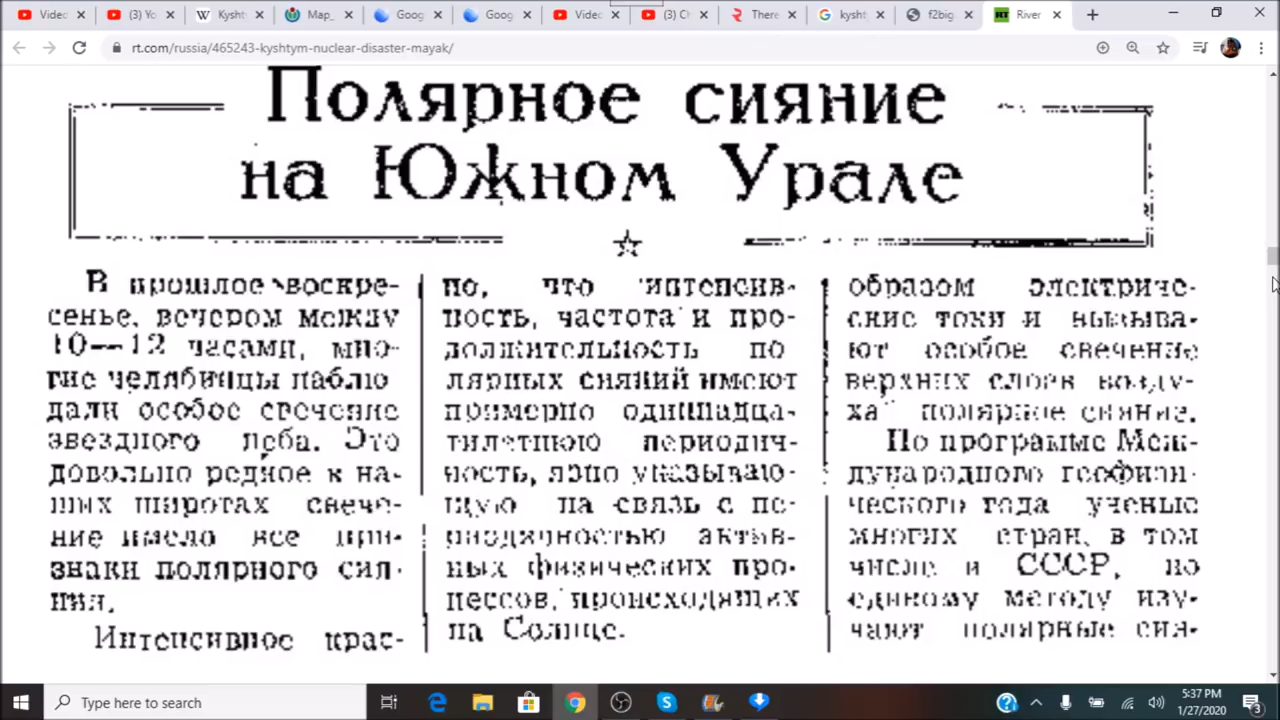 Video
(3) Yo
Kysht
Map_
Goog
Goog
Video
(3) Cl
There
kysht
f2big
RT
River
rt.com/russia/465243-kyshtym-nuclear-disaster-mayak/
Полярное сияние
на Южном Урале
В прошлое воскре-
сенье, вечером между
10—12 часами, мно-
гие челябинцы наблю
дали особое свечение
звездного неба. Это
довольно редкое в на-
ших широтах свече-
ние имело все при-
знаки полярного сия-
ния.
Интенсивное крас-
но, что интенсив-
ность, частота и про-
должительность по
лярных сияний имеют
примерно одиннадца-
тилетнюю периодич-
ность, явно указываю-
щую на связь с пе-
риодичностью актив-
ных физических про-
цессов, происходящих
на Солнце.
образом электриче-
ские токи и вызыва-
ют особое свечение
верхних слоев возду-
ха полярное сияние.
По программе Меж-
дународного геофизи-
ческого года ученые
многих стран, в том
числе и СССР, по
единому методу изу-
чают полярные сия-
Type here to search
5:37 PM
1/27/2020
3